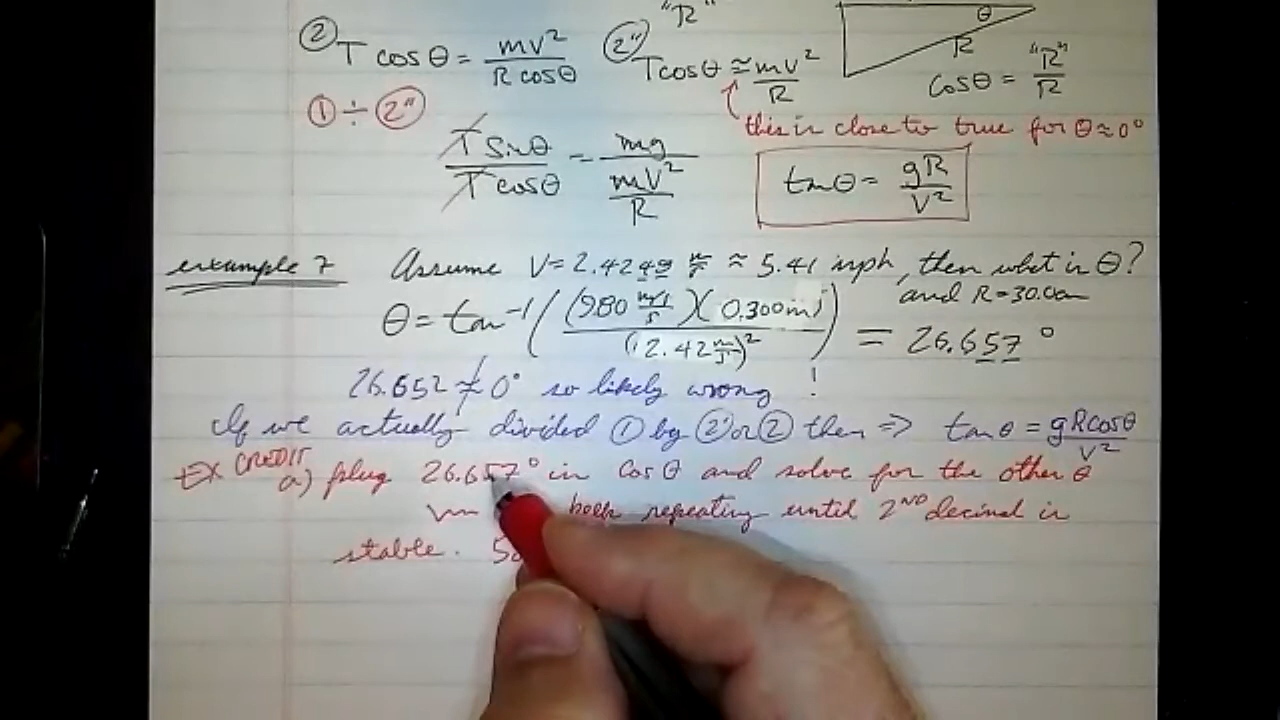 "R"
② T cos θ = mv² / R cos θ
②'' T cos θ ≅ mv² / R
θ
R
cos θ = "R" / R
① ÷ ②''
this is close to true for θ ≈ 0°
T sin θ / T cos θ = mg / (mv² / R)
tan θ = gR / v²
example 7 Assume V = 2.4249 m/s ≈ 5.41 mph, then what is θ?
and R = 30.0cm
θ = tan⁻¹ ( (9.80 m/s/s)(0.300m) / (2.42 m/s)² ) = 26.657°
26.652 ≠ 0° so likely wrong!
If we actually divided ① by ②' or ② then ⇒ tan θ = gR cos θ / v²
EX CREDIT a) plug 26.657° in cos θ and solve for the other θ
keep repeating until 2ND decimal is
stable.